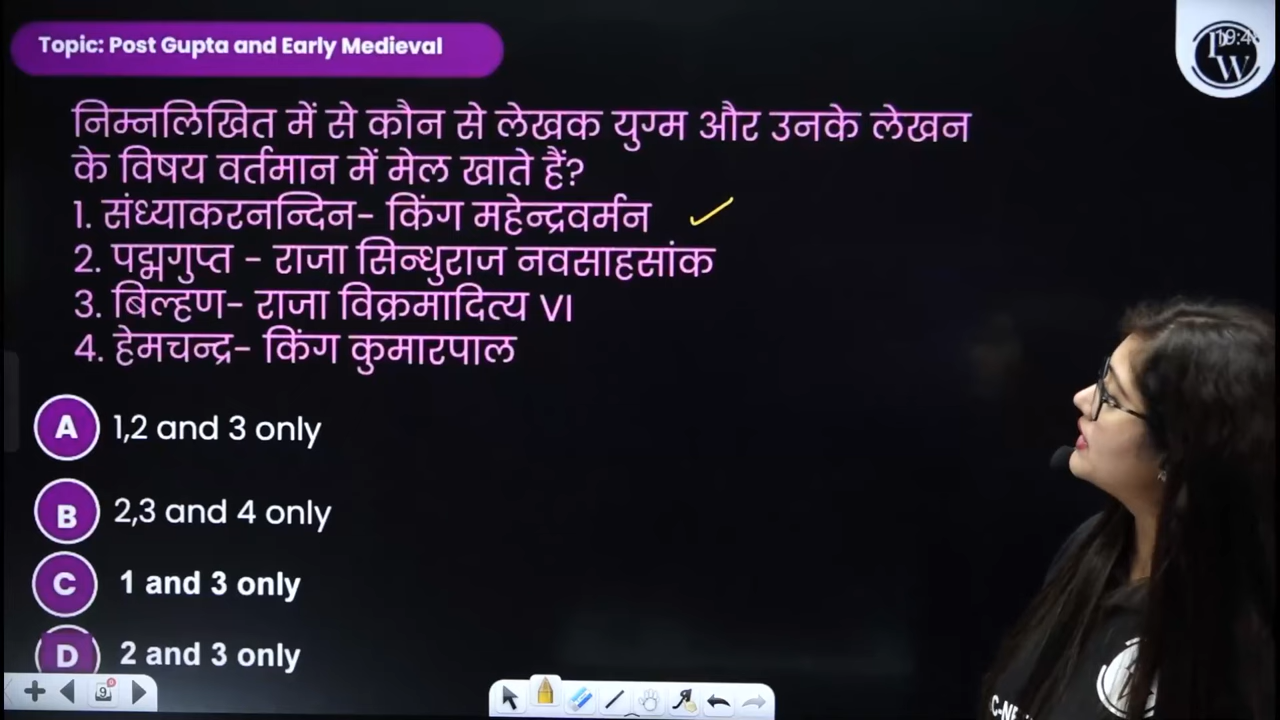 Topic: Post Gupta and Early Medieval
निम्नलिखित में से कौन से लेखक युग्म और उनके लेखन
के विषय वर्तमान में मेल खाते हैं?
1. संध्याकरनन्दिन- किंग महेन्द्रवर्मन
2. पद्मगुप्त - राजा सिन्धुराज नवसाहसांक
3. बिल्हण- राजा विक्रमादित्य VI
4. हेमचन्द्र- किंग कुमारपाल
A 1,2 and 3 only
B 2,3 and 4 only
C 1 and 3 only
D 2 and 3 only
9